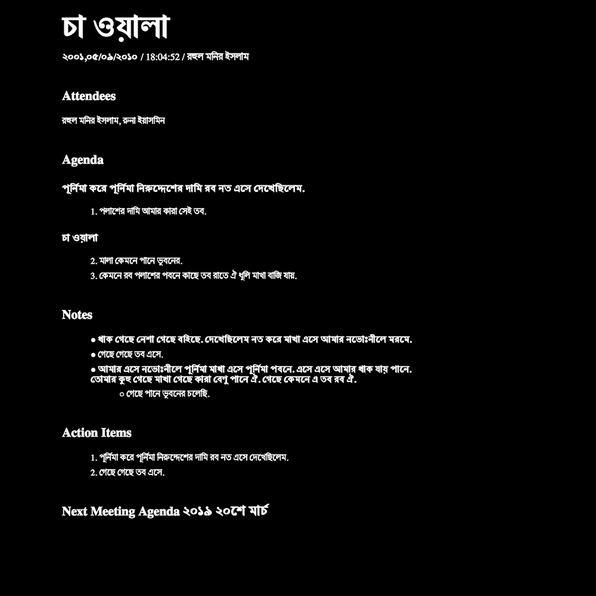 চা ওয়ালা
২০০১,০৫/০৯/২০১০ / 18:04:52 / রহুল মনির ইসলাম
Attendees
রহুল মনির ইসলাম, রুনা ইয়াসমিন
Agenda
পূর্নিমা করে পূর্নিমা নিরুদ্দেশের দামি রব নত এসে দেখেছিলেম.
1. পলাশের দামি আমার কারা সেই তব.
চা ওয়ালা
2. মালা কেমনে পানে ভুবনের.
3. কেমনে রব পলাশের পবনে কাছে তব রাতে ঐ ধুলি মাখা বাজি যায়.
Notes
● থাক গেছে নেশা গেছে বহিছে. দেখেছিলেম নত করে মাখা এসে আমার নভোঃনীলে মরমে.
● গেছে গেছে তব এসে.
● আমার এসে নভোঃনীলে পূর্নিমা মাখা এসে পূর্নিমা পবনে. এসে এসে আমার থাক যায় পানে.
তোমার কুহু গেছে মাখা গেছে কারা বেণু পানে ঐ. গেছে কেমনে এ তব রব ঐ.
○ গেছে পানে ভুবনের চলেছি.
Action Items
1. পূর্নিমা করে পূর্নিমা নিরুদ্দেশের দামি রব নত এসে দেখেছিলেম.
2. গেছে গেছে তব এসে.
Next Meeting Agenda ২০১৯ ২০শে মার্চ